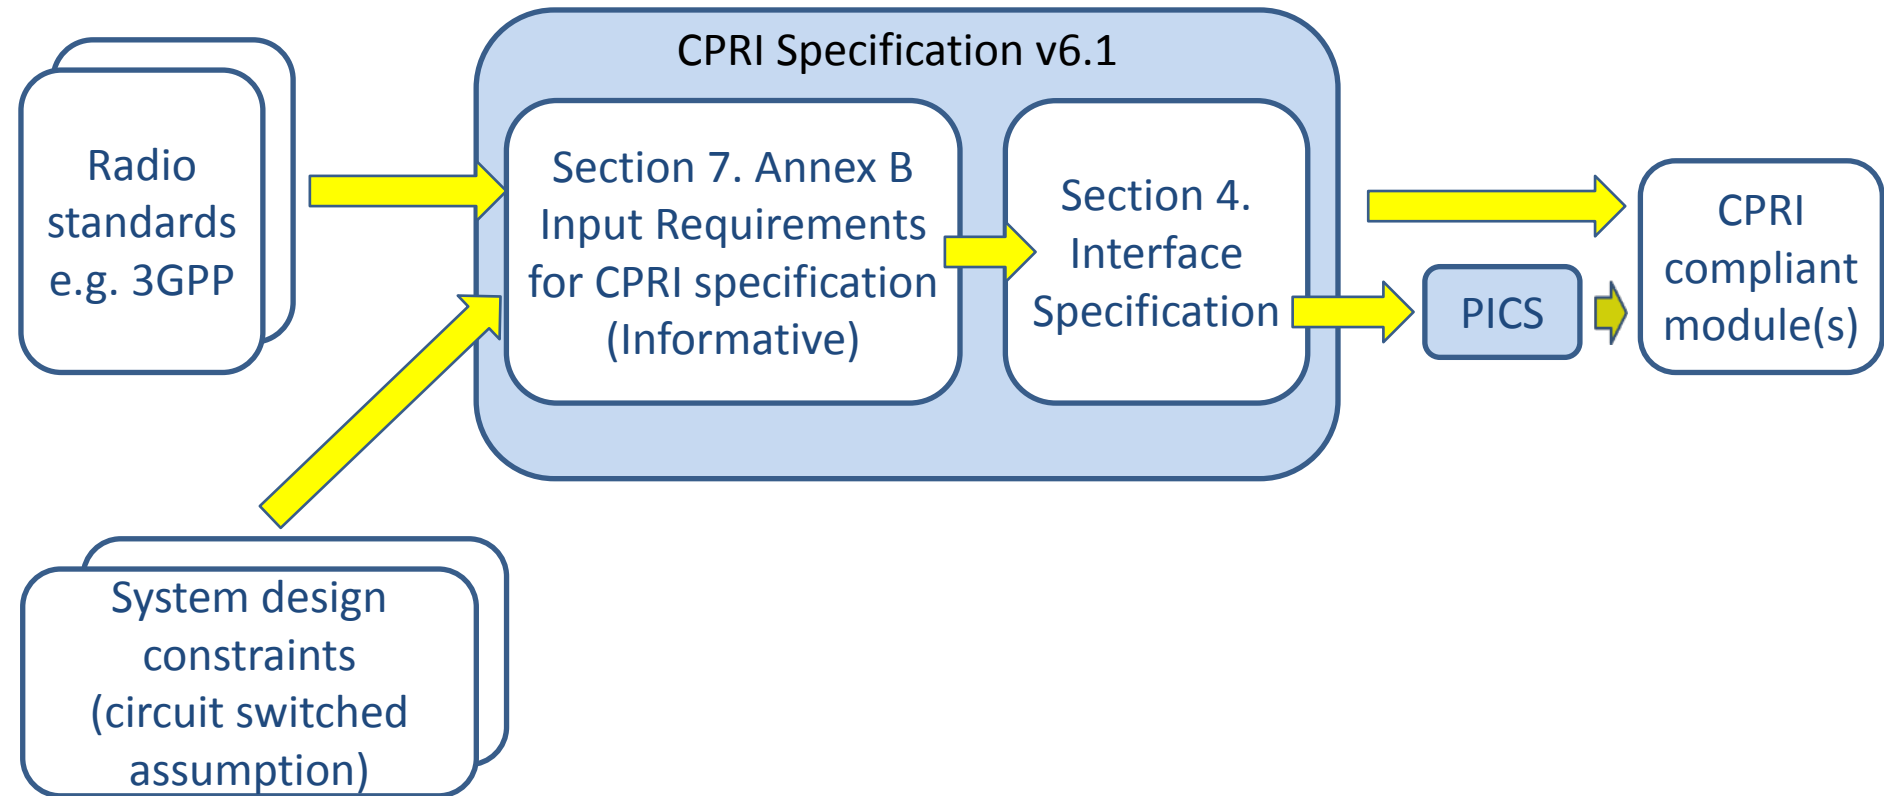 CPRI Specification v6.1
Radio
standards
e.g. 3GPP
Section 7. Annex B
Input Requirements
for CPRI specification
(Informative)
Section 4.
Interface
Specification
PICS
CPRI
compliant
module(s)
System design
constraints
(circuit switched
assumption)